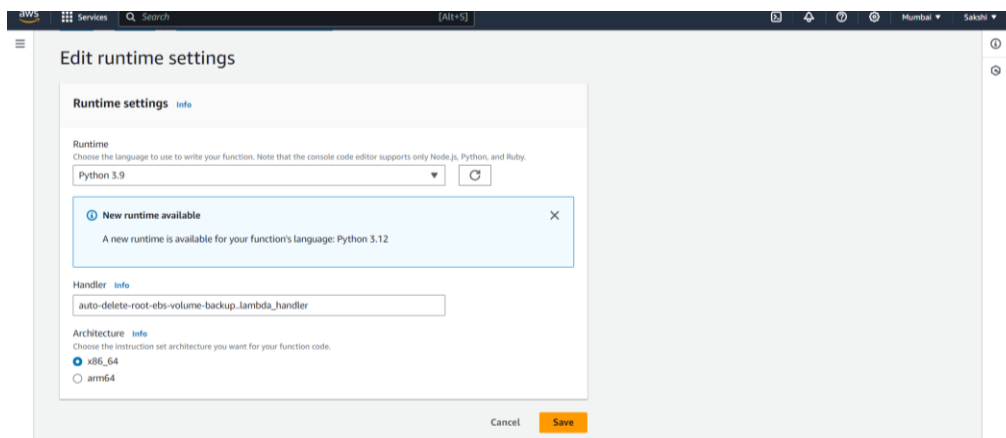 aws Services Search [Alt+S] Mumbai Sakshi
Edit runtime settings
Runtime settings Info
Runtime
Choose the language to use to write your function. Note that the console code editor supports only Node.js, Python, and Ruby.
Python 3.9
New runtime available
A new runtime is available for your function's language: Python 3.12
Handler Info
auto-delete-root-ebs-volume-backup..lambda_handler
Architecture Info
Choose the instruction set architecture you want for your function code.
x86_64
arm64
Cancel Save